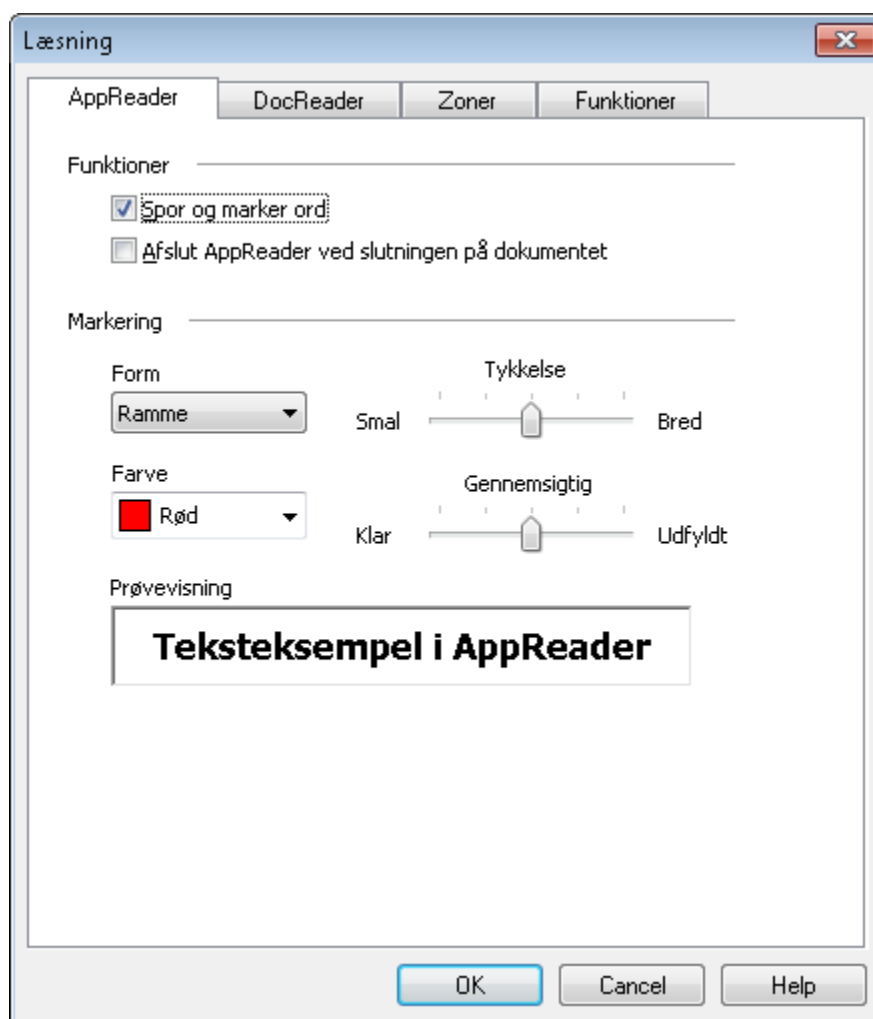 Læsning
AppReader DocReader Zoner Funktioner
Funktioner
Spor og marker ord
Afslut AppReader ved slutningen på dokumentet
Markering
Form
Ramme
Tykkelse
Smal Bred
Farve
Rød
Gennemsigtig
Klar Udfyldt
Prøvevisning
Teksteksempel i AppReader
OK Cancel Help